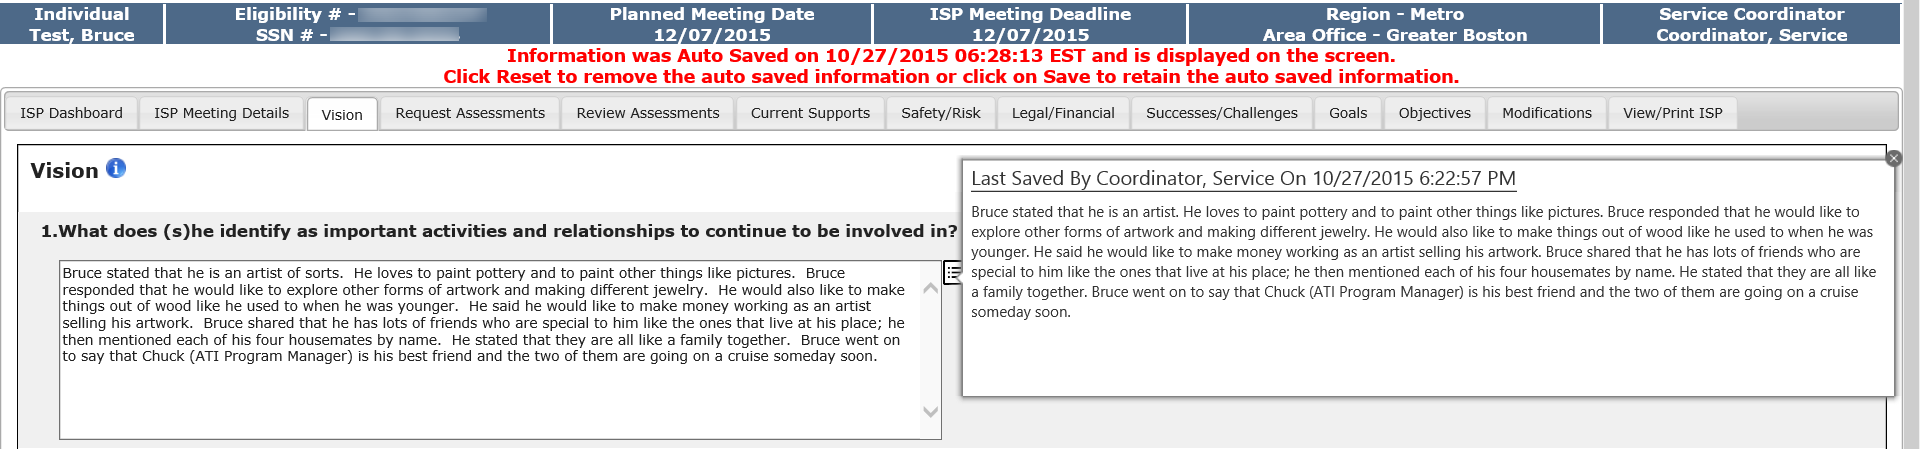 Individual
Test, Bruce
Eligibility # -
SSN # -
Planned Meeting Date
12/07/2015
ISP Meeting Deadline
12/07/2015
Region - Metro
Area Office - Greater Boston
Service Coordinator
Coordinator, Service
Information was Auto Saved on 10/27/2015 06:28:13 EST and is displayed on the screen.
Click Reset to remove the auto saved information or click on Save to retain the auto saved information.
ISP Dashboard
ISP Meeting Details
Vision
Request Assessments
Review Assessments
Current Supports
Safety/Risk
Legal/Financial
Successes/Challenges
Goals
Objectives
Modifications
View/Print ISP
Vision
1.What does (s)he identify as important activities and relationships to continue to be involved in?
Bruce stated that he is an artist of sorts.  He loves to paint pottery and to paint other things like pictures.  Bruce
responded that he would like to explore other forms of artwork and making different jewelry.  He would also like to make
things out of wood like he used to when he was younger.  He said he would like to make money working as an artist
selling his artwork.  Bruce shared that he has lots of friends who are special to him like the ones that live at his place; he
then mentioned each of his four housemates by name.  He stated that they are all like a family together.  Bruce went on
to say that Chuck (ATI Program Manager) is his best friend and the two of them are going on a cruise someday soon.
Last Saved By Coordinator, Service On 10/27/2015 6:22:57 PM
Bruce stated that he is an artist. He loves to paint pottery and to paint other things like pictures. Bruce responded that he would like to
explore other forms of artwork and making different jewelry. He would also like to make things out of wood like he used to when he was
younger. He said he would like to make money working as an artist selling his artwork. Bruce shared that he has lots of friends who are
special to him like the ones that live at his place; he then mentioned each of his four housemates by name. He stated that they are all like
a family together. Bruce went on to say that Chuck (ATI Program Manager) is his best friend and the two of them are going on a cruise
someday soon.